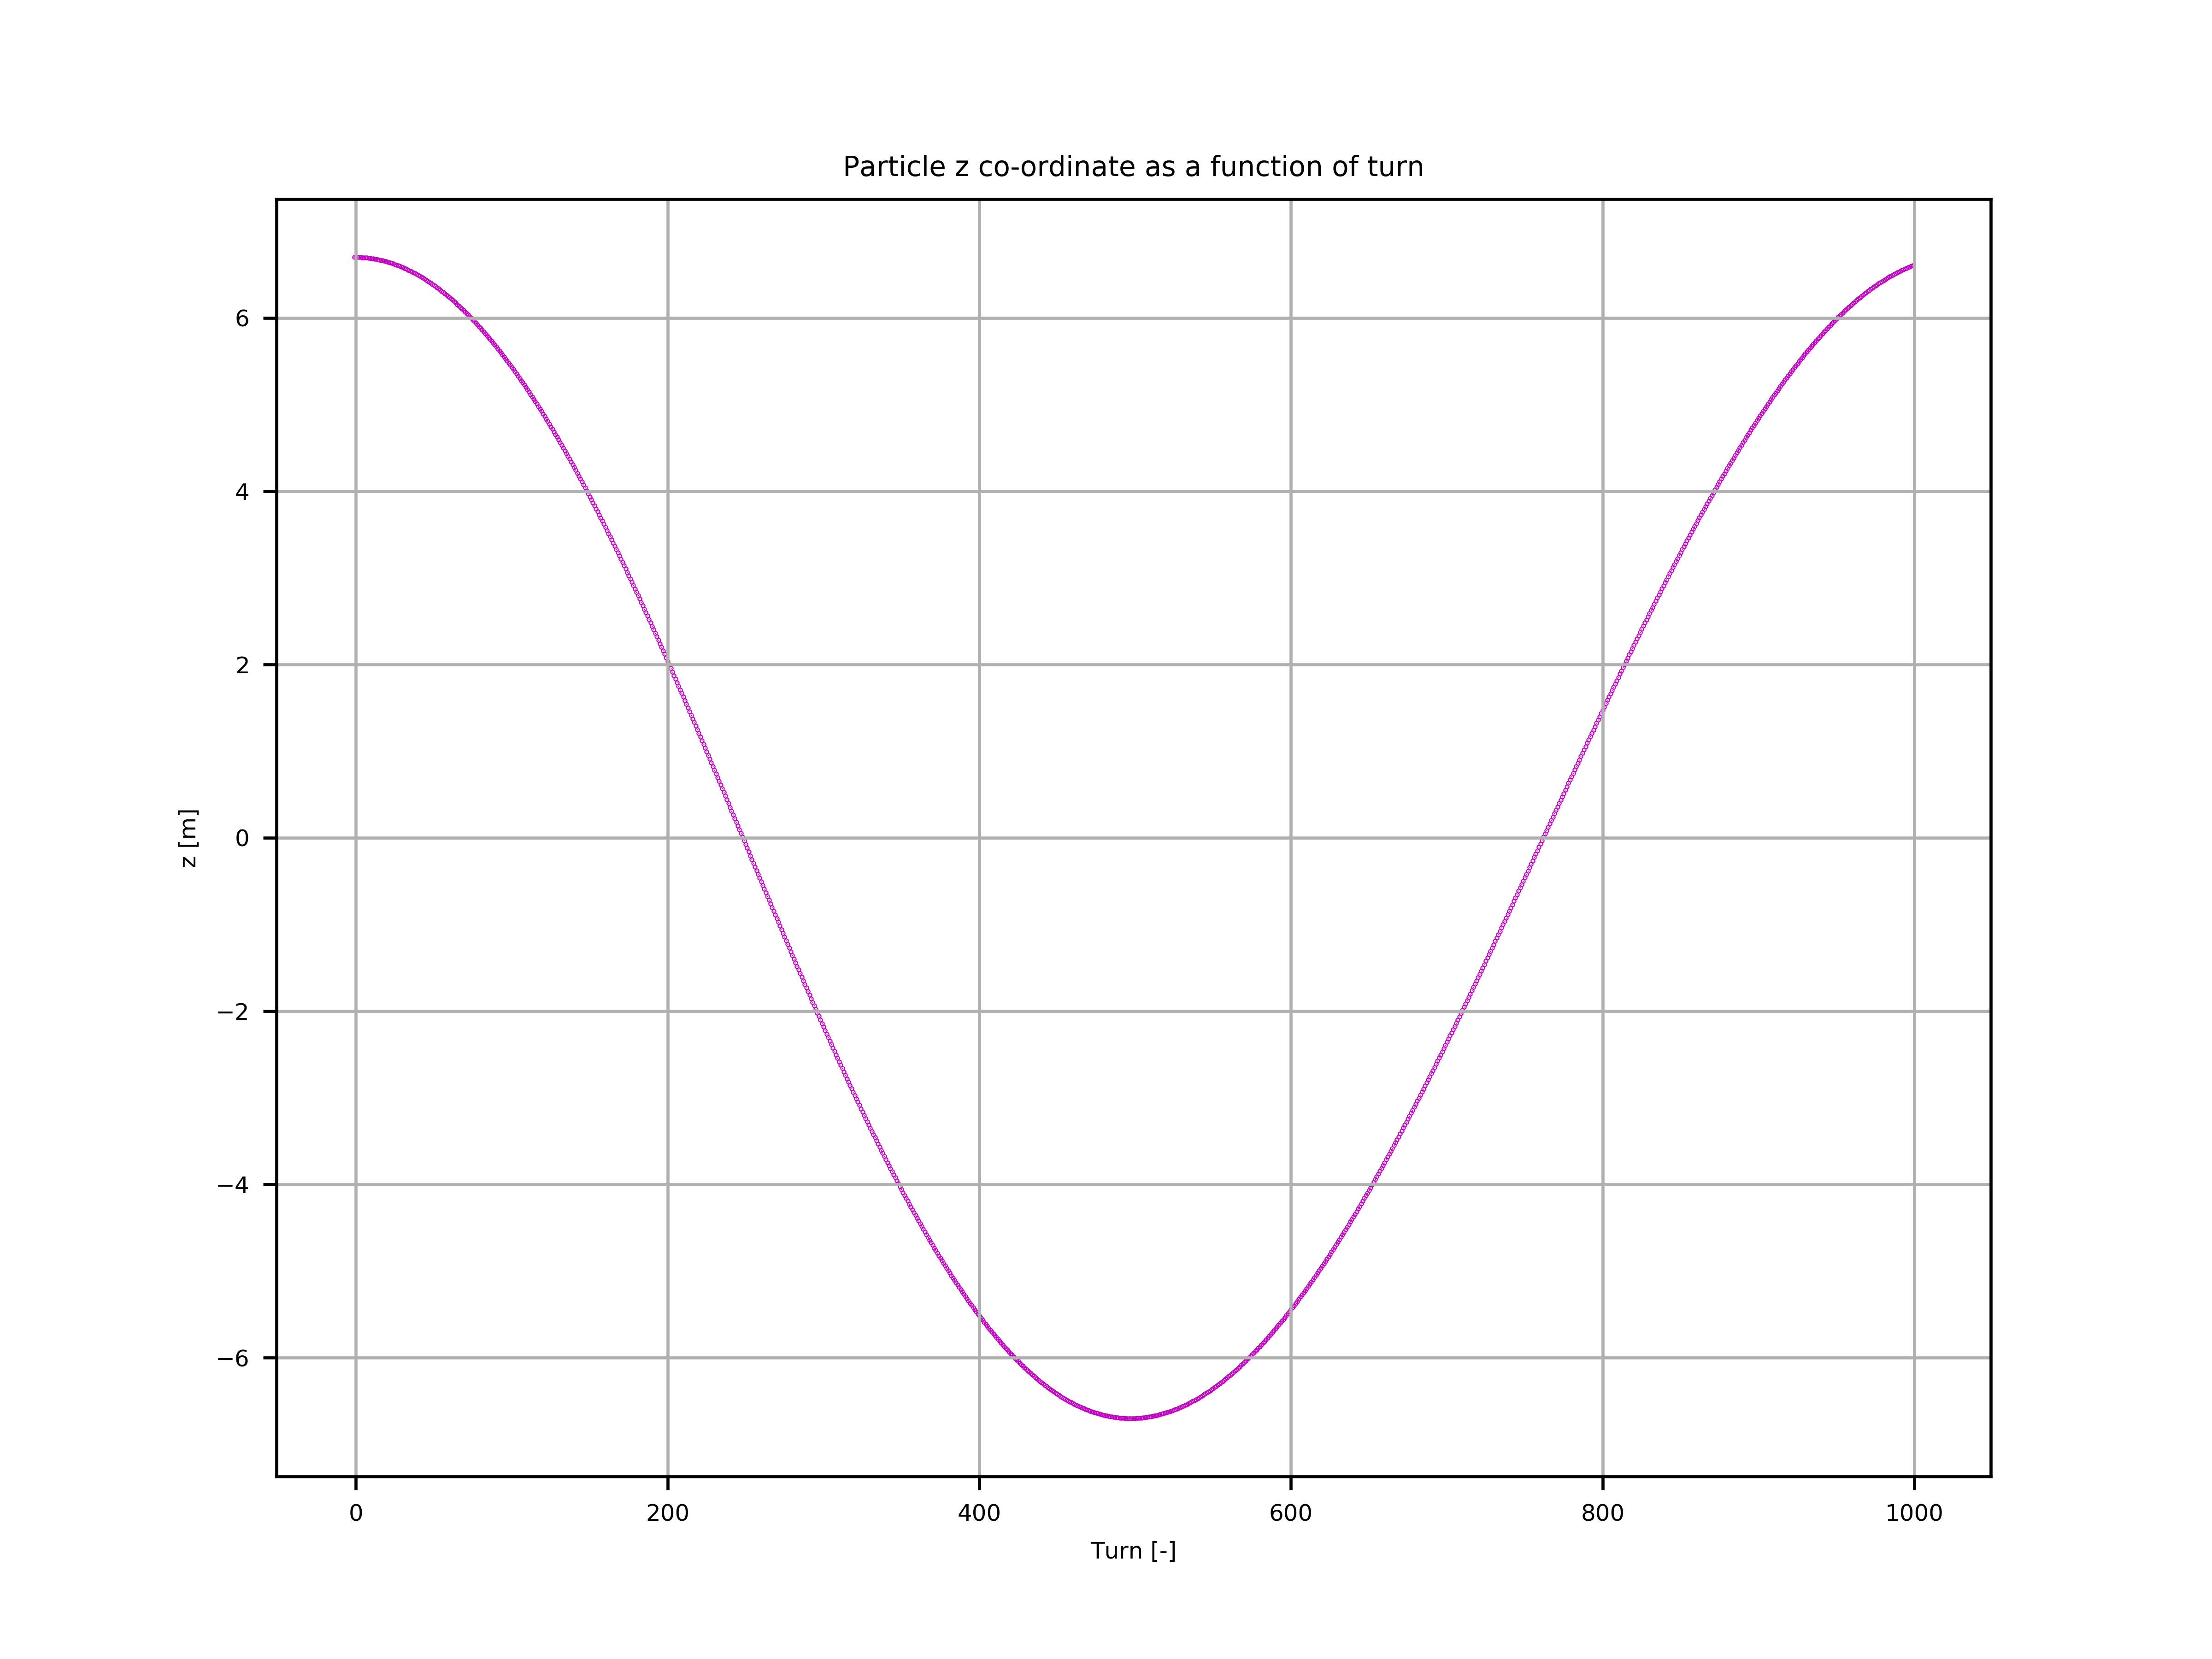 Particle z co-ordinate as a function of turn
6
4
2
0
−2
−4
−6
z [m]
0 200 400 600 800 1000
Turn [-]